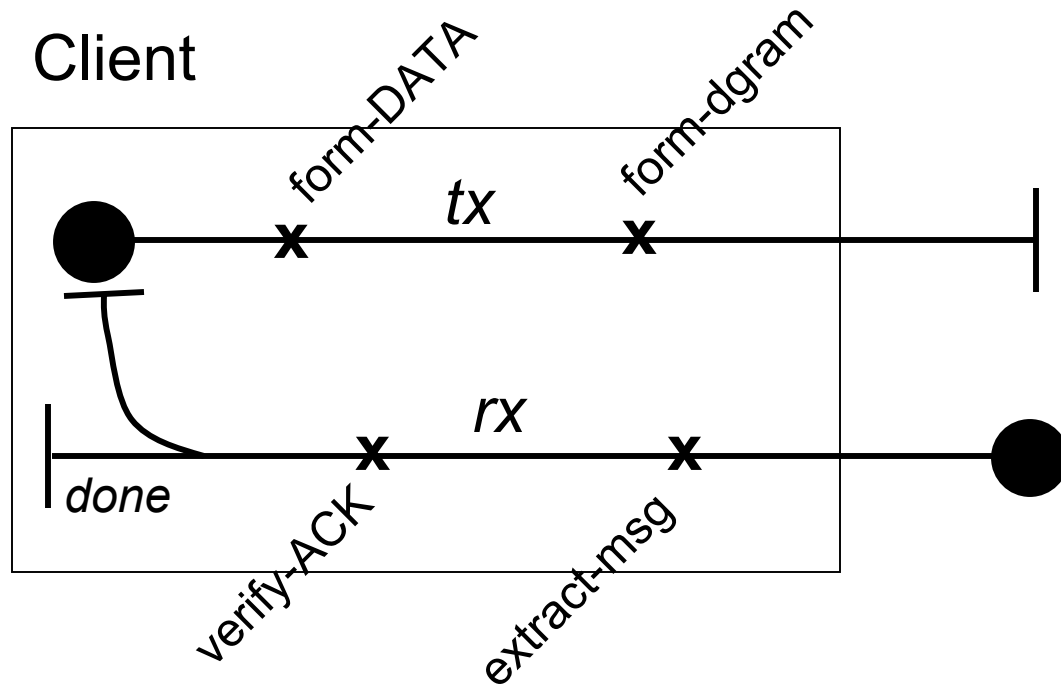 Client
form-DATA
form-dgram
tx
x
x
rx
x
x
done
verify-ACK
extract-msg